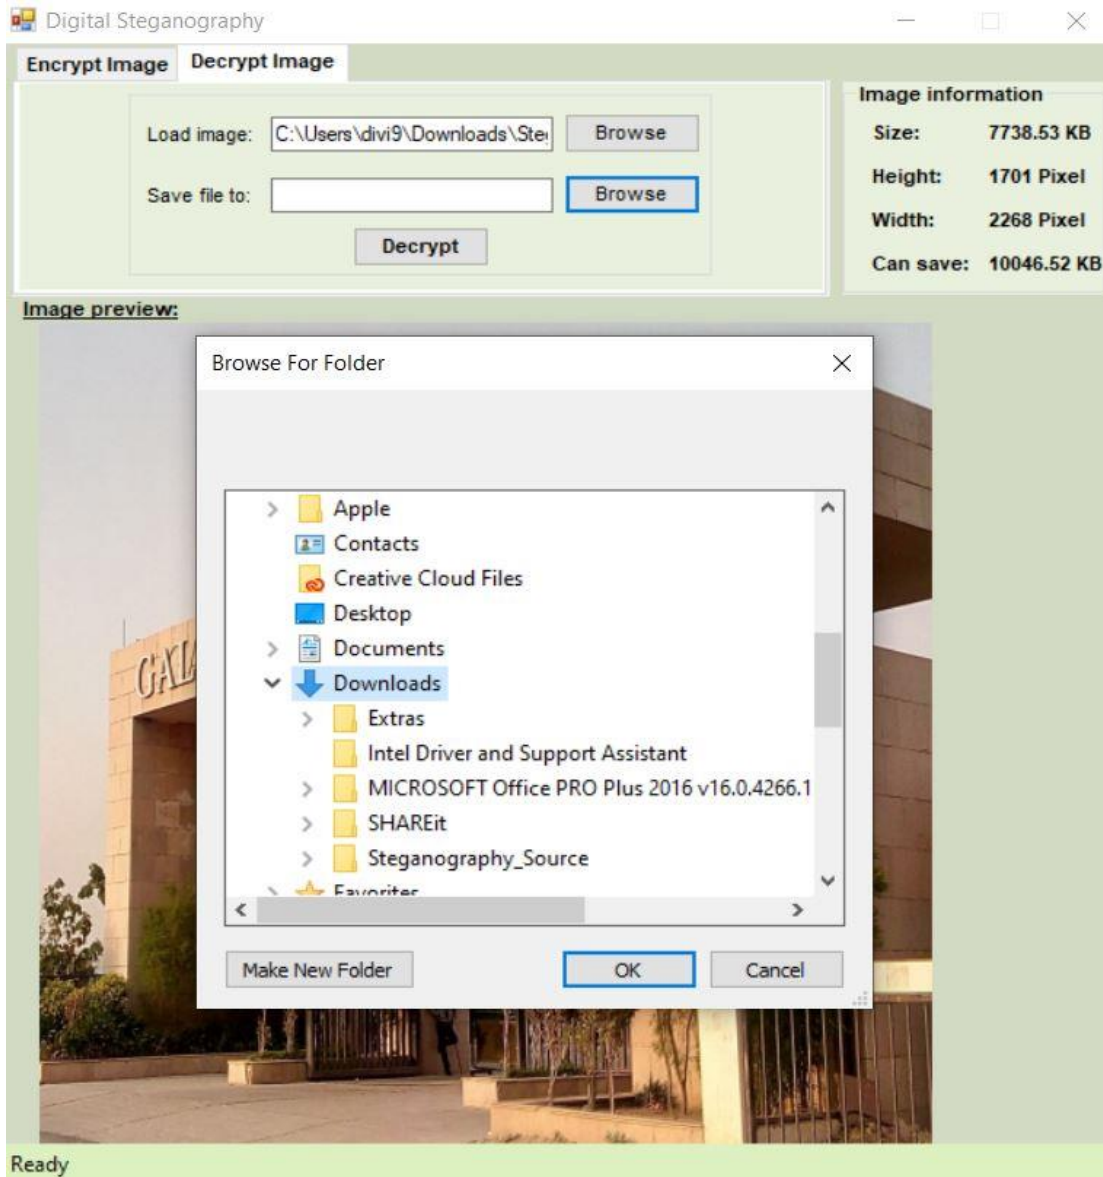 Digital Steganography
Encrypt Image Decrypt Image
Load image: C:\Users\divi9\Downloads\Ste Browse
Save file to: Browse
Decrypt
Image information
Size: 7738.53 KB
Height: 1701 Pixel
Width: 2268 Pixel
Can save: 10046.52 KB
Image preview:
Browse For Folder
Apple
Contacts
Creative Cloud Files
Desktop
Documents
Downloads
Extras
Intel Driver and Support Assistant
MICROSOFT Office PRO Plus 2016 v16.0.4266.1
SHAREit
Steganography_Source
Favorites
Make New Folder OK Cancel
Ready